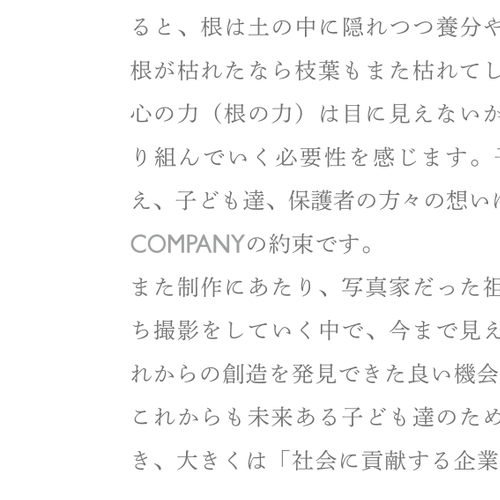 ると、根は土の中に隠れつつ養分や
根が枯れたなら枝葉もまた枯れてし
心の力（根の力）は目に見えないか
り組んでいく必要性を感じます。子
え、子ども達、保護者の方々の想いに
COMPANYの約束です。
また制作にあたり、写真家だった祖
ち撮影をしていく中で、今まで見え
れからの創造を発見できた良い機会
これからも未来ある子ども達のため
き、大きくは「社会に貢献する企業